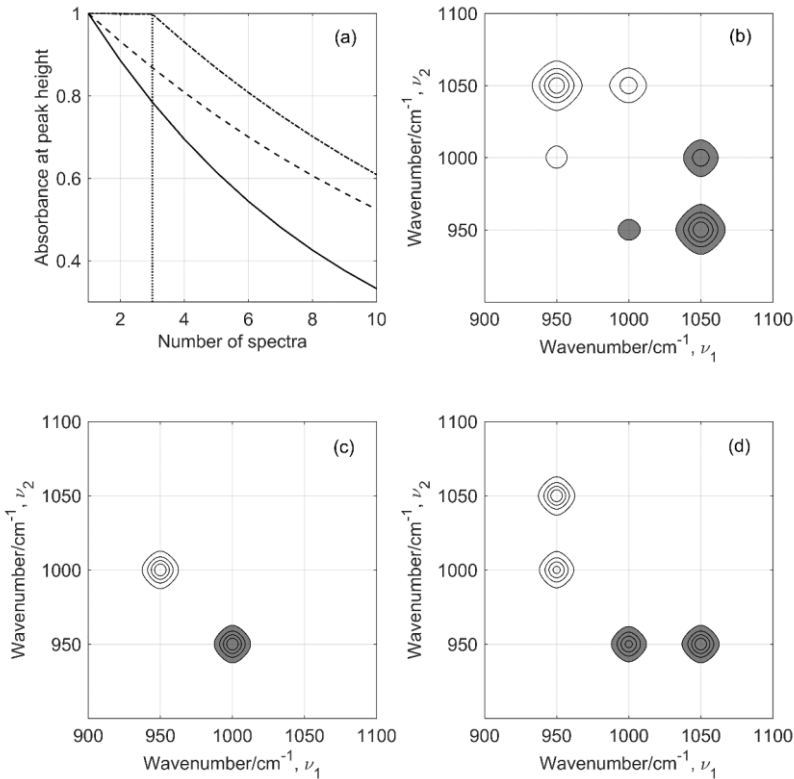 (a)
1
0.8
0.6
0.4
Absorbance at peak height
2 4 6 8 10
Number of spectra
(b)
1100
1050
1000
950
Wavenumber/cm⁻¹, ν₂
900 950 1000 1050 1100
Wavenumber/cm⁻¹, ν₁
(c)
1100
1050
1000
950
Wavenumber/cm⁻¹, ν₂
900 950 1000 1050 1100
Wavenumber/cm⁻¹, ν₁
(d)
1100
1050
1000
950
Wavenumber/cm⁻¹, ν₂
900 950 1000 1050 1100
Wavenumber/cm⁻¹, ν₁